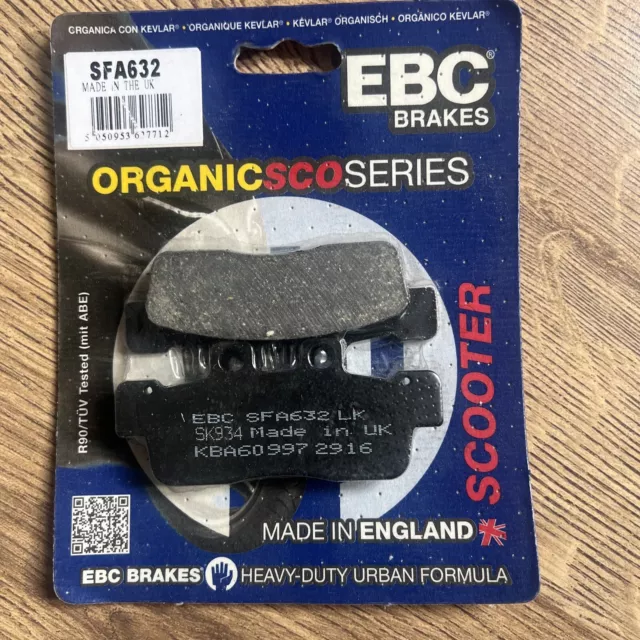 ORGANICA CON KEVLAR® • ORGANIQUE KEVLAR® • KEVLAR® ORGANISCH • ORGÁNICO KEVLAR®
SFA632
MADE IN THE UK
5 050953 627712
EBC®
BRAKES
ORGANICSCOSERIES
SCOOTER
R90/TÜV Tested (mit ABE)
EBC SFA632 LK
SK934 Made in UK
KBA60997 2916
MADE IN ENGLAND
EBC BRAKES® HEAVY-DUTY URBAN FORMULA